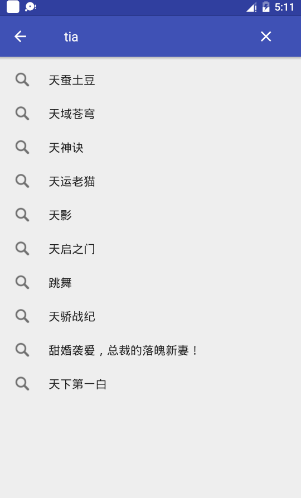 5:11
tia
天蚕土豆
天域苍穹
天神诀
天运老猫
天影
天启之门
跳舞
天骄战纪
甜婚袭爱，总裁的落魄新妻！
天下第一白